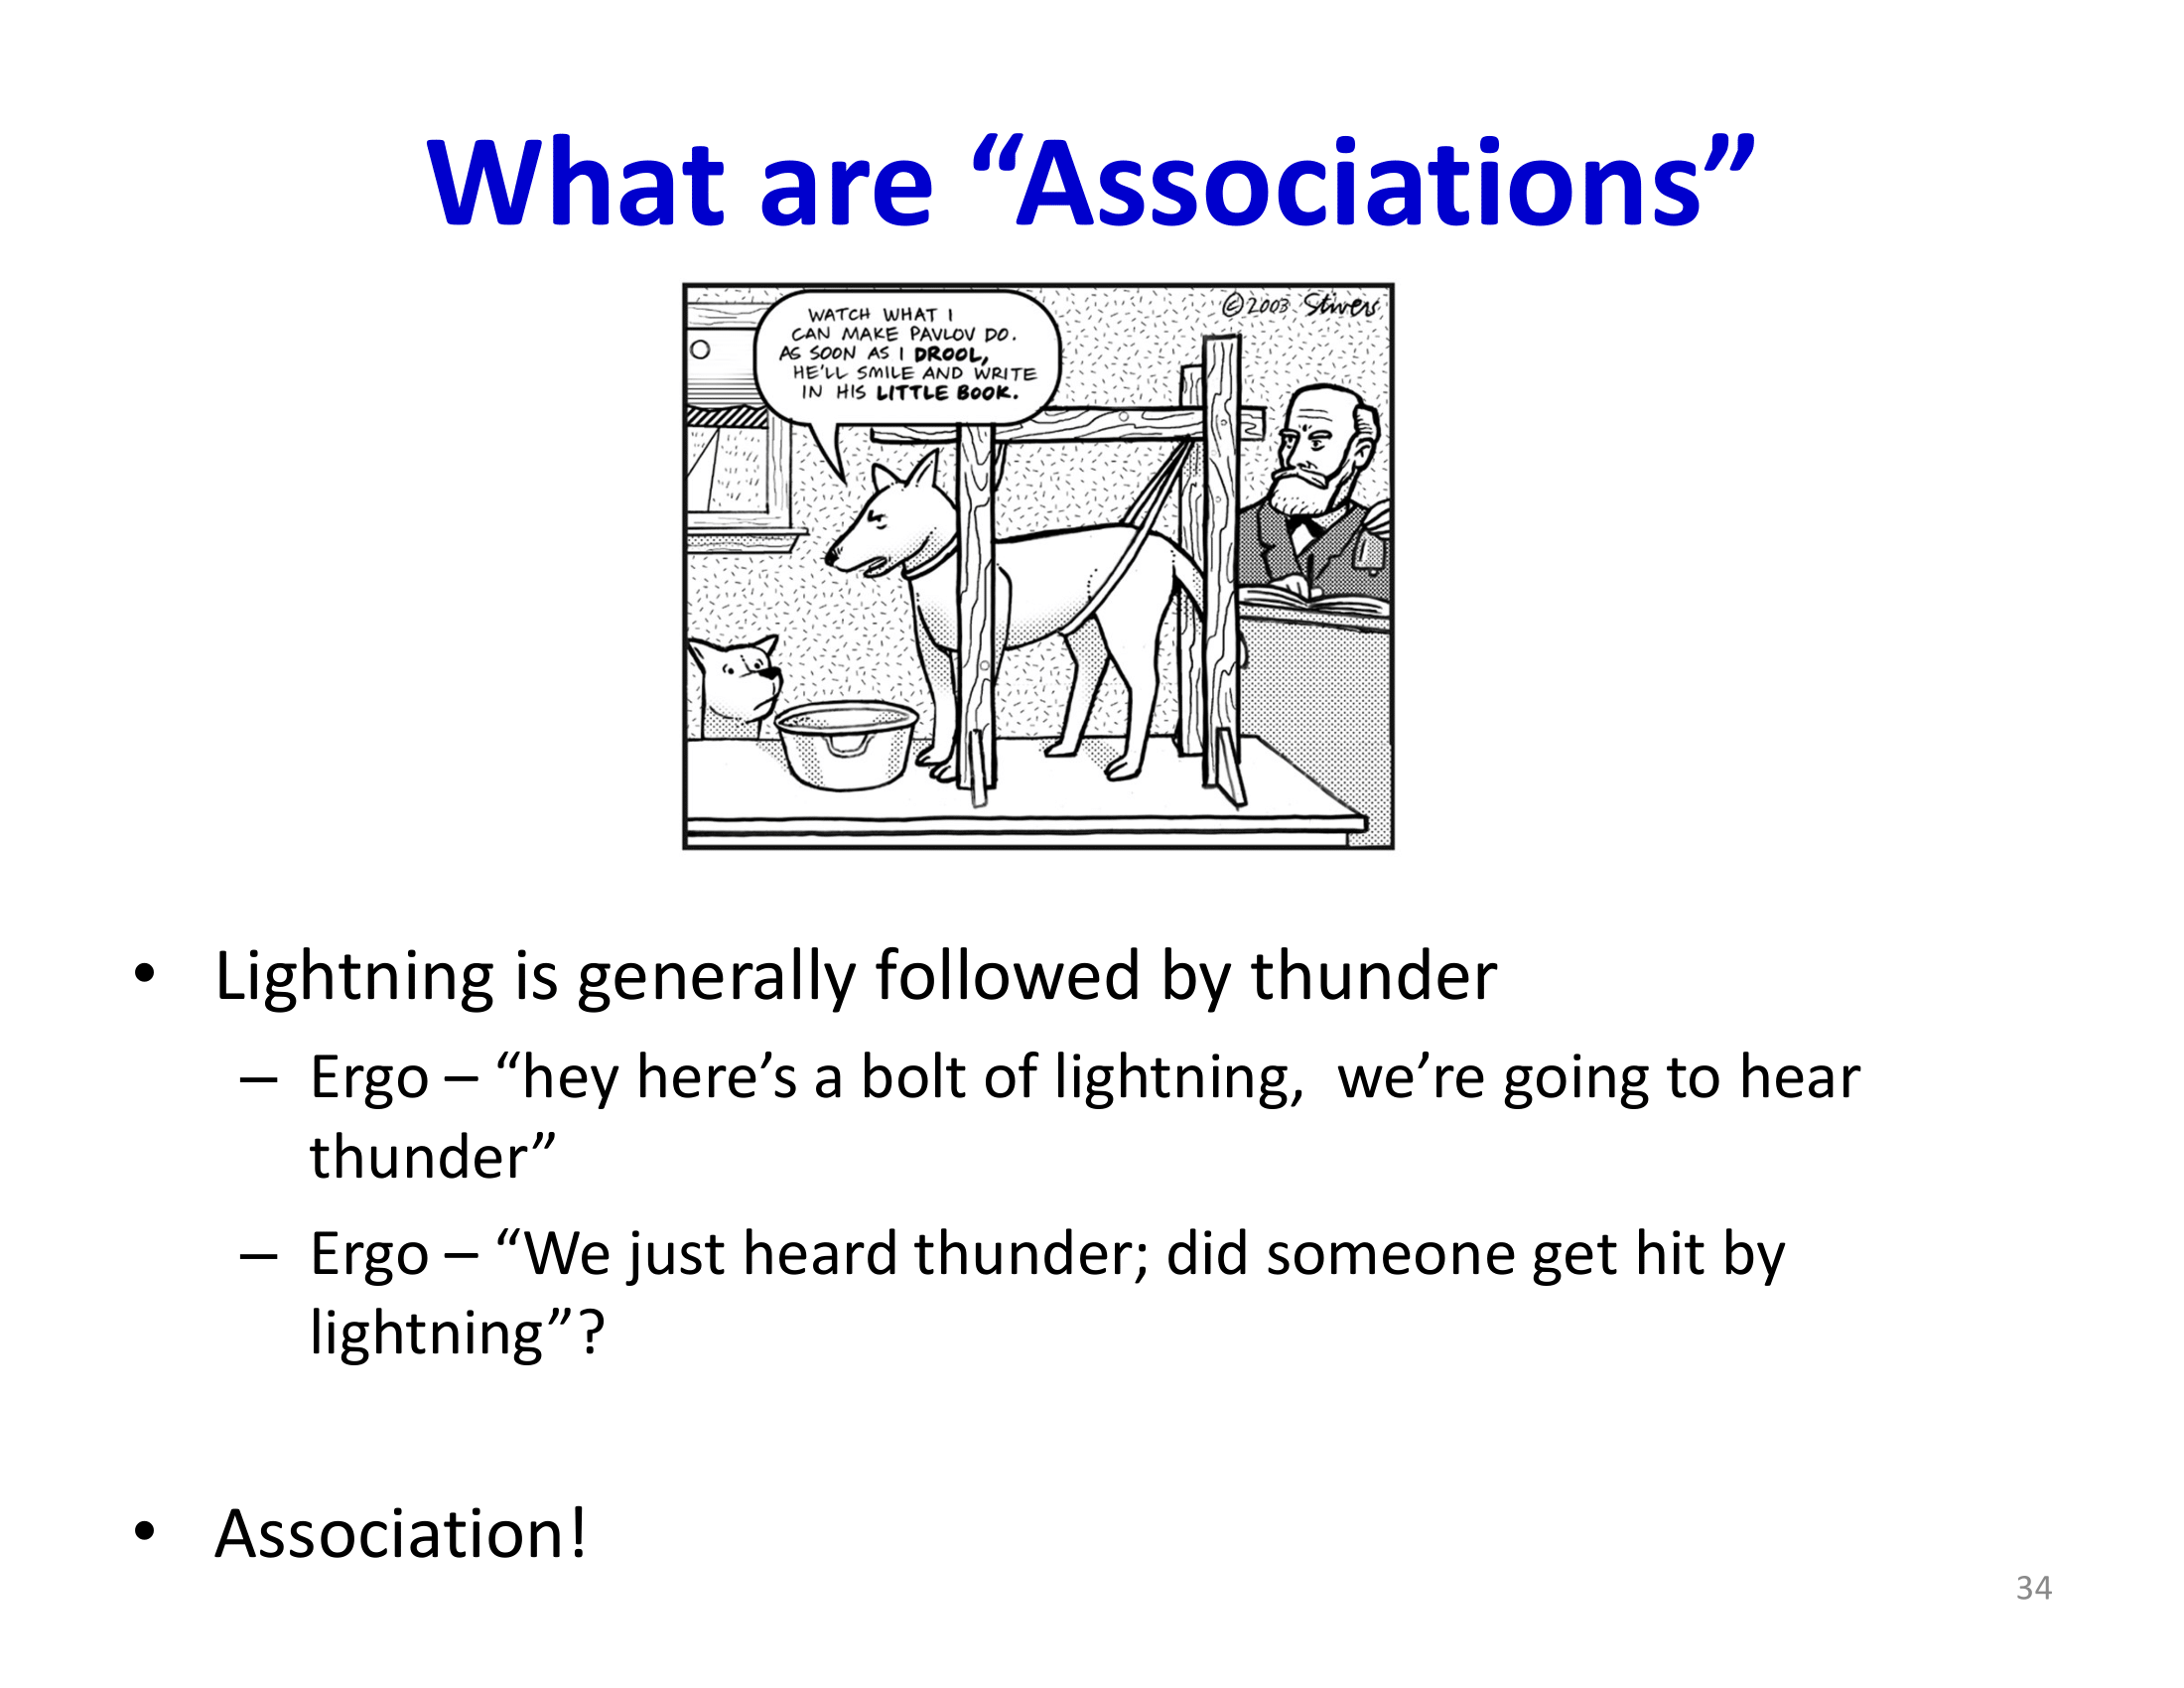 What are “Associations”
©2003 Stivers
WATCH WHAT I
CAN MAKE PAVLOV DO.
AS SOON AS I DROOL,
HE'LL SMILE AND WRITE
IN HIS LITTLE BOOK.
• Lightning is generally followed by thunder
– Ergo – “hey here’s a bolt of lightning,  we’re going to hear
thunder”
– Ergo – “We just heard thunder; did someone get hit by
lightning”?
• Association!
34